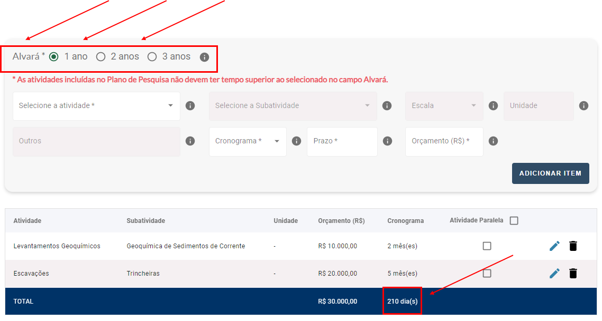 Alvará * 1 ano 2 anos 3 anos
* As atividades incluídas no Plano de Pesquisa não devem ter tempo superior ao selecionado no campo Alvará.
Selecione a atividade * Selecione a Subatividade Escala Unidade
Outros Cronograma * Prazo * Orçamento (R$) *
ADICIONAR ITEM
Atividade Subatividade Unidade Orçamento (R$) Cronograma Atividade Paralela
Levantamentos Geoquímicos Geoquímica de Sedimentos de Corrente - R$ 10.000,00 2 mês(es)
Escavações Trincheiras - R$ 20.000,00 5 mês(es)
TOTAL R$ 30.000,00 210 dia(s)